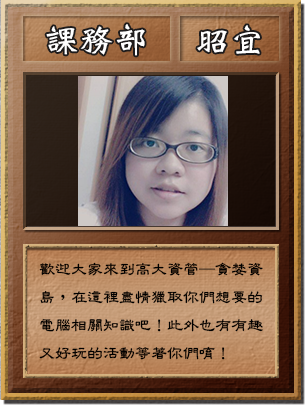 課務部 昭宜
歡迎大家來到高大資管─貪婪資
島，在這裡盡情獵取你們想要的
電腦相關知識吧！此外也有有趣
又好玩的活動等著你們唷！